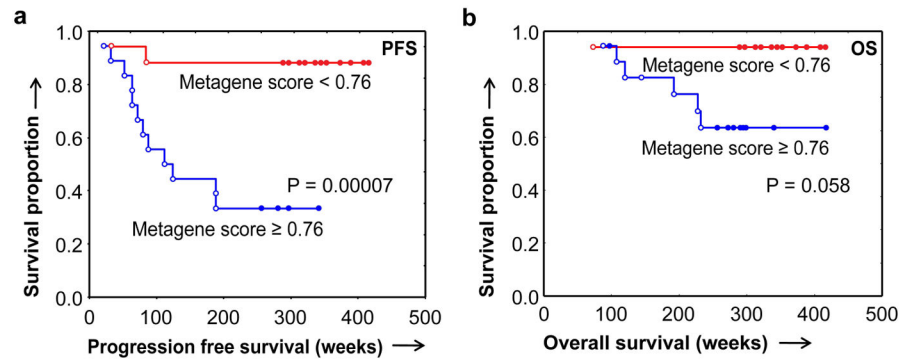 a
PFS
Metagene score < 0.76
P = 0.00007
Metagene score ≥ 0.76
1.0
0.8
0.6
0.4
0.2
0.0
0
100
200
300
400
500
Survival proportion →
Progression free survival (weeks) →
b
OS
Metagene score < 0.76
Metagene score ≥ 0.76
P = 0.058
1.0
0.8
0.6
0.4
0.2
0.0
0
100
200
300
400
500
Survival proportion →
Overall survival (weeks) →